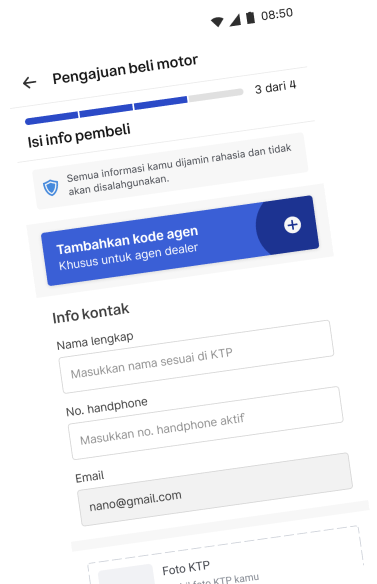 08:50
Pengajuan beli motor
3 dari 4
Isi info pembeli
Semua informasi kamu dijamin rahasia dan tidak
akan disalahgunakan.
Tambahkan kode agen
Khusus untuk agen dealer
Info kontak
Nama lengkap
Masukkan nama sesuai di KTP
No. handphone
Masukkan no. handphone aktif
Email
nano@gmail.com
Foto KTP
foto KTP kamu